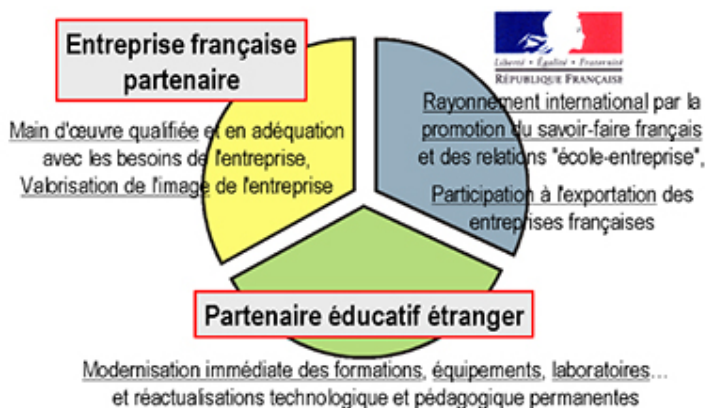 Entreprise française
partenaire
Main d'œuvre qualifiée et en adéquation
avec les besoins de l'entreprise,
Valorisation de l'image de l'entreprise
Liberté • Égalité • Fraternité
RÉPUBLIQUE FRANÇAISE
Rayonnement international par la
promotion du savoir-faire français
et des relations "école-entreprise",
Participation à l'exportation des
entreprises françaises
Partenaire éducatif étranger
Modernisation immédiate des formations, équipements, laboratoires...
et réactualisations technologique et pédagogique permanentes